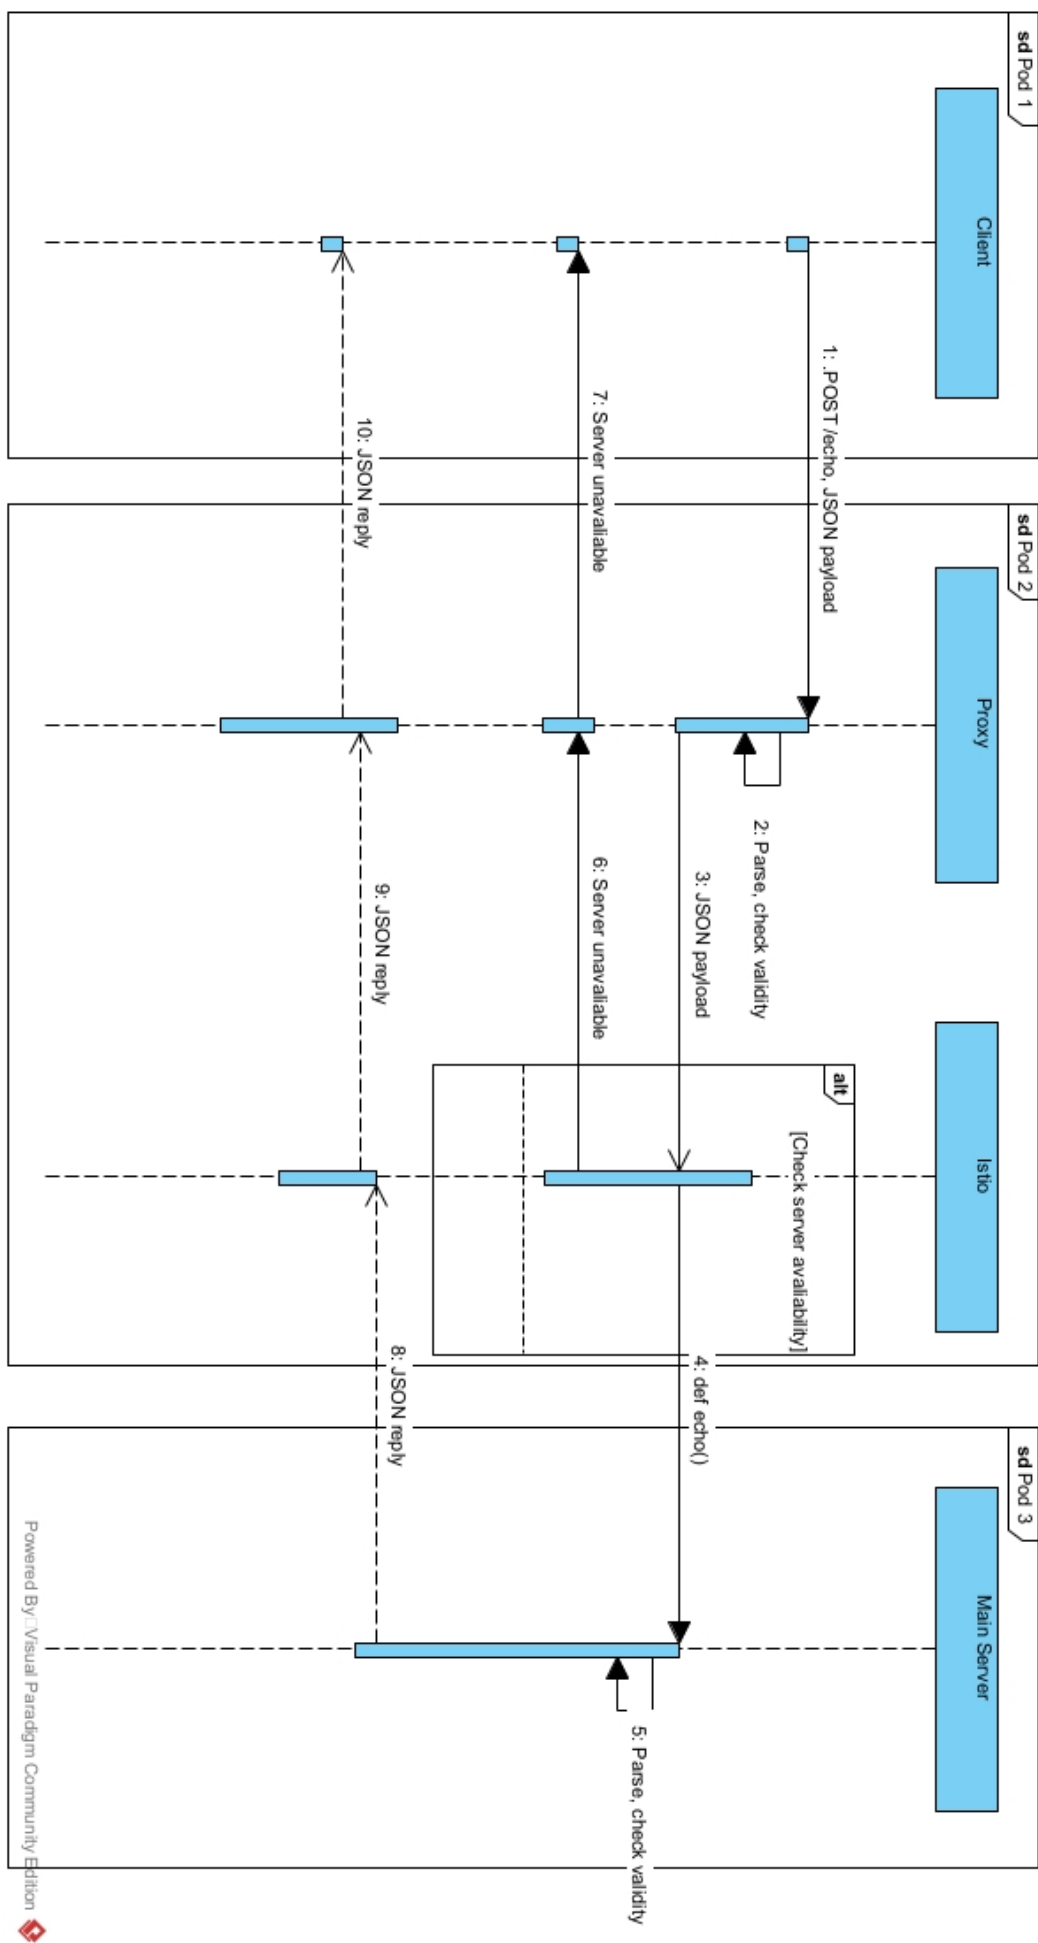 sd Pod 1
sd Pod 2
sd Pod 3
Client
Proxy
Istio
Main Server
1: .POST /echo, JSON payload
alt
[Check server avaliability]
2: Parse, check validity
3: JSON payload
4: def echo()
5: Parse, check validity
6: Server unavaliable
7: Server unavaliable
8: JSON reply
9: JSON reply
10: JSON reply
Powered By Visual Paradigm Community Edition